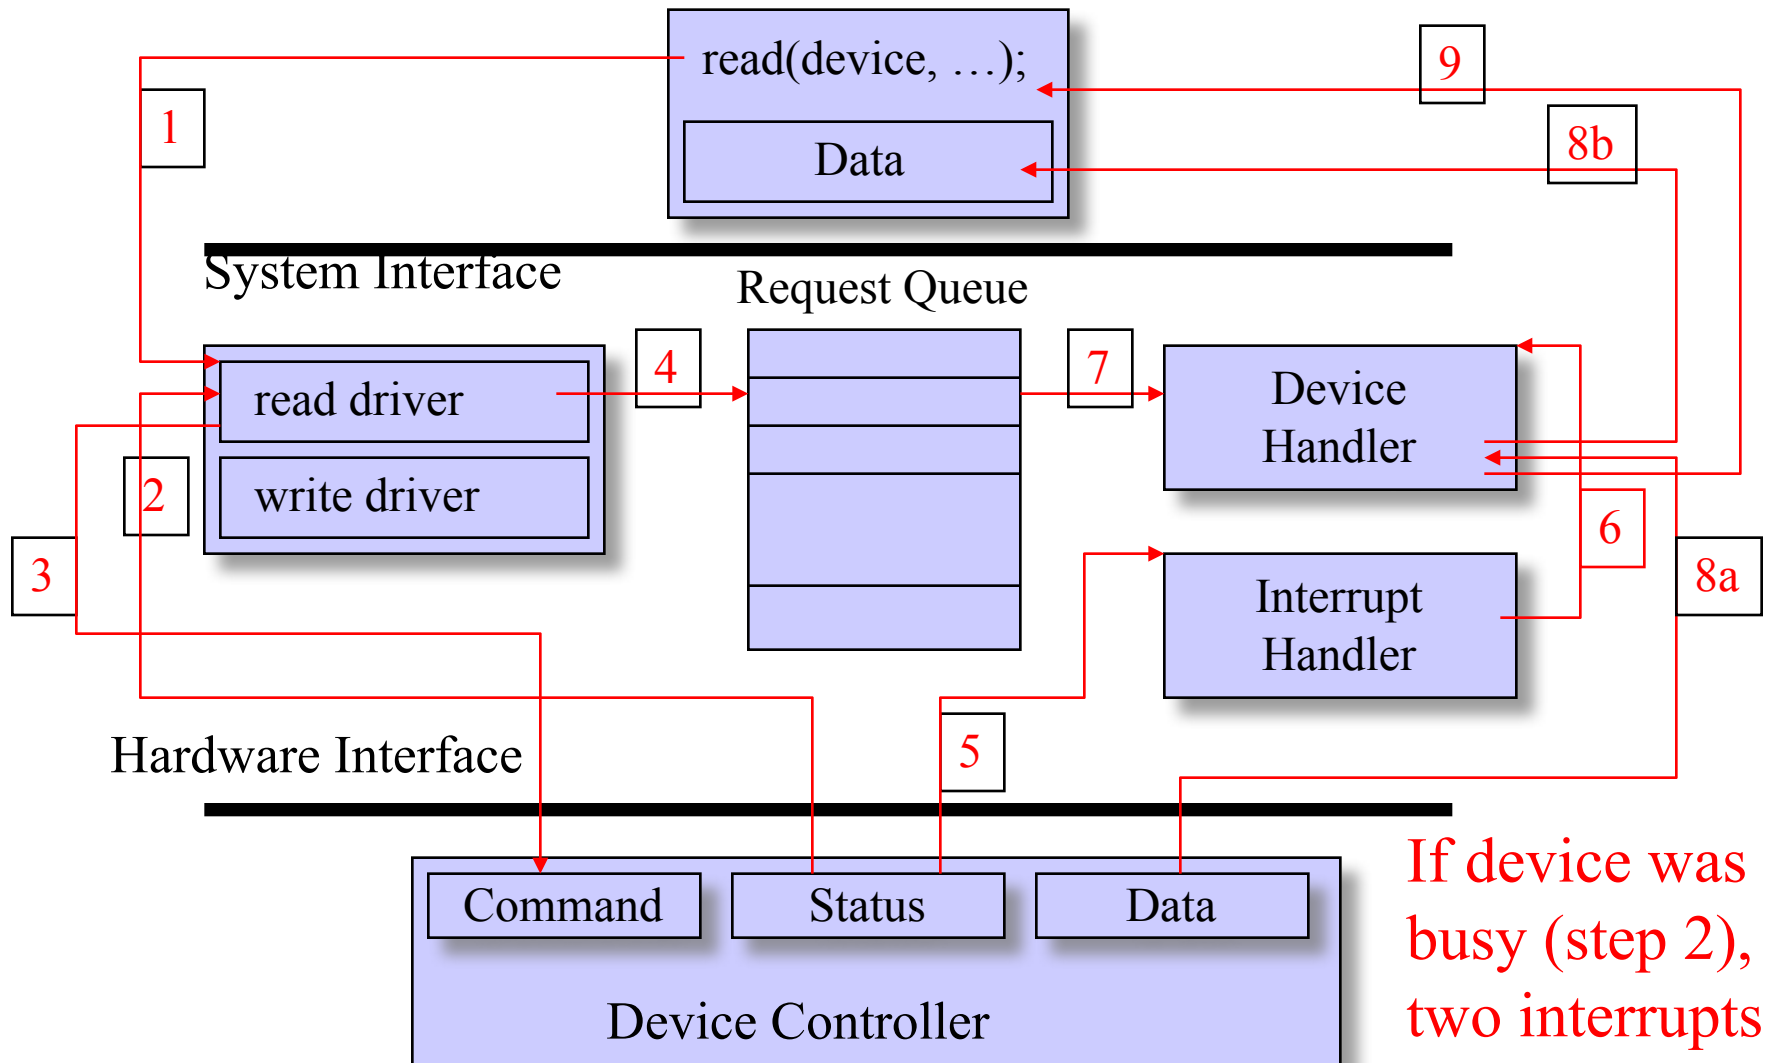 read(device, …);
9
1
8b
Data
System Interface
Request Queue
4
7
read driver
Device
Handler
2
write driver
6
3
8a
Interrupt
Handler
Hardware Interface
5
Command
Status
Data
Device Controller
If device was
busy (step 2),
two interrupts